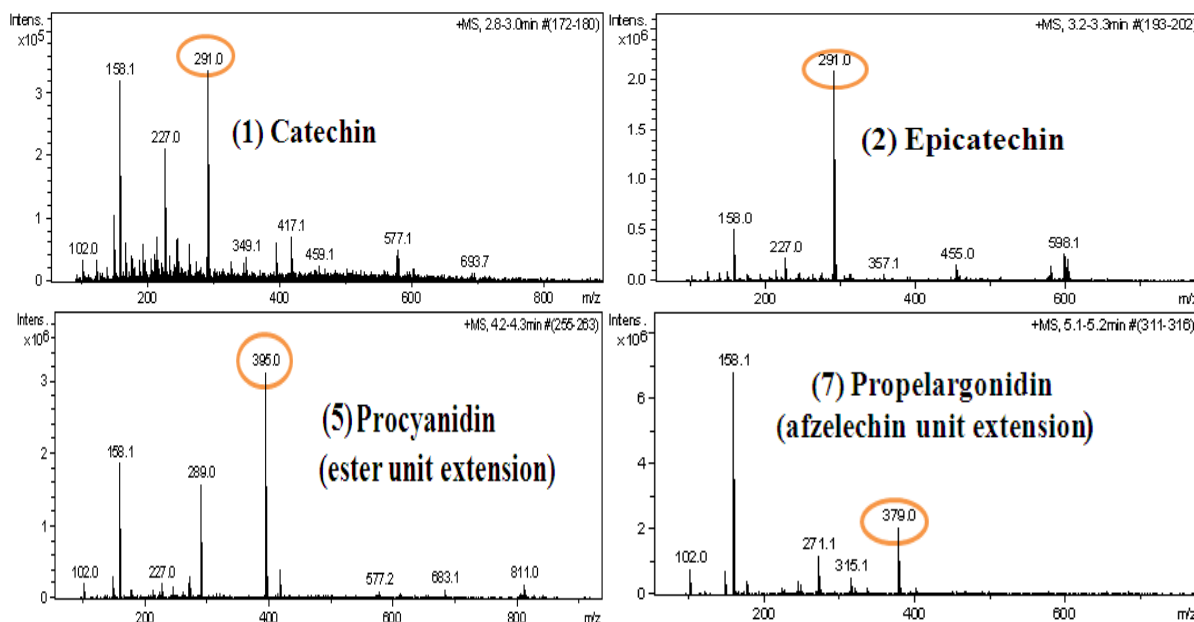 Intens.
x10^5
+MS, 2.8-3.0min #(172-180)
3
2
1
0
158.1
291.0
227.0
102.0
349.1
417.1
459.1
577.1
693.7
(1) Catechin
200
400
600
800
m/z
Intens.
x10^6
+MS, 3.2-3.3min #(193-202)
2.0
1.5
1.0
0.5
0
291.0
158.0
227.0
357.1
455.0
598.1
(2) Epicatechin
200
400
600
m/z
Intens.
x10^6
+MS, 4.2-4.3min #(255-263)
3
2
1
0
395.0
158.1
289.0
102.0
227.0
577.2
683.1
811.0
(5) Procyanidin
(ester unit extension)
200
400
600
800
m/z
Intens.
x10^6
+MS, 5.1-5.2min #(311-316)
6
4
2
0
158.1
379.0
271.1
315.1
102.0
(7) Propelargonidin
(afzelechin unit extension)
200
400
600
m/z